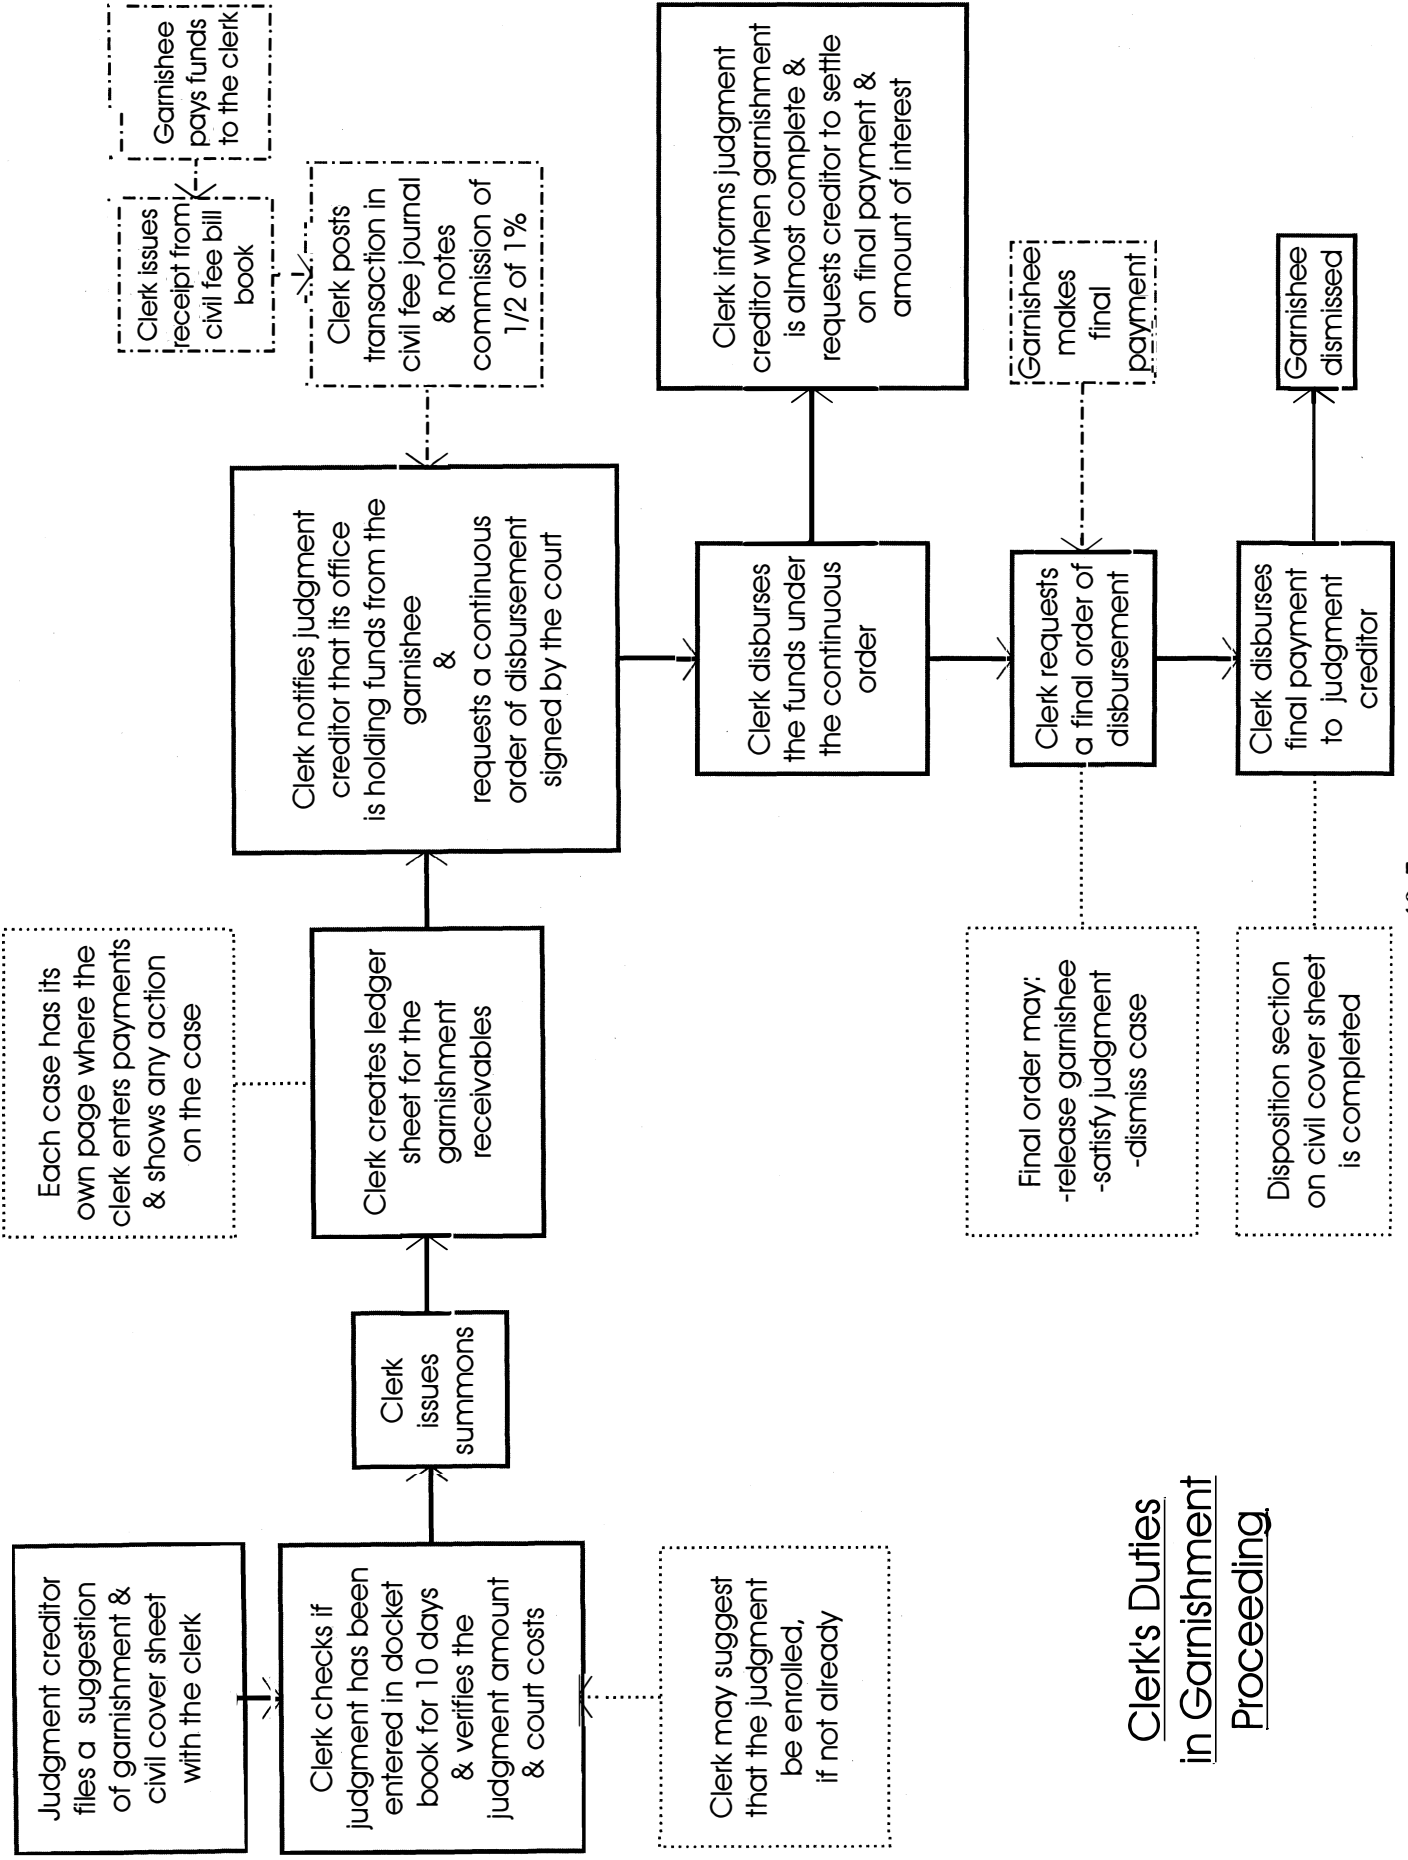 Judgment creditor
files a suggestion
of garnishment &
civil cover sheet
with the clerk
Clerk checks if
judgment has been
entered in docket
book for 10 days
& verifies the
judgment amount
& court costs
Clerk may suggest
that the judgment
be enrolled,
if not already
Clerk
issues
summons
Each case has its
own page where the
clerk enters payments
& shows any action
on the case
Clerk creates ledger
sheet for the
garnishment
receivables
Garnishee
pays funds
to the clerk
Clerk issues
receipt from
civil fee bill
book
Clerk posts
transaction in
civil fee journal
& notes
commission of
1/2 of 1%
Clerk notifies judgment
creditor that its office
is holding funds from the
garnishee
&
requests a continuous
order of disbursement
signed by the court
Clerk disburses
the funds under
the continuous
order
Clerk informs judgment
creditor when garnishment
is almost complete &
requests creditor to settle
on final payment &
amount of interest
Garnishee
makes
final
payment
Clerk requests
a final order of
disbursement
Final order may:
-release garnishee
-satisfy judgment
-dismiss case
Clerk disburses
final payment
to judgment
creditor
Garnishee
dismissed
Disposition section
on civil cover sheet
is completed
Clerk's Duties
in Garnishment
Proceeding